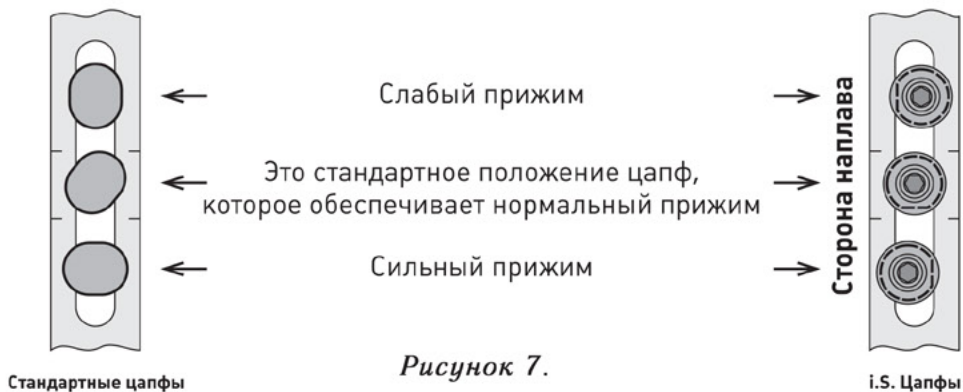 Слабый прижим
Это стандартное положение цапф,
которое обеспечивает нормальный прижим
Сильный прижим
Сторона наплава
Рисунок 7.
Стандартные цапфы
i.S. Цапфы